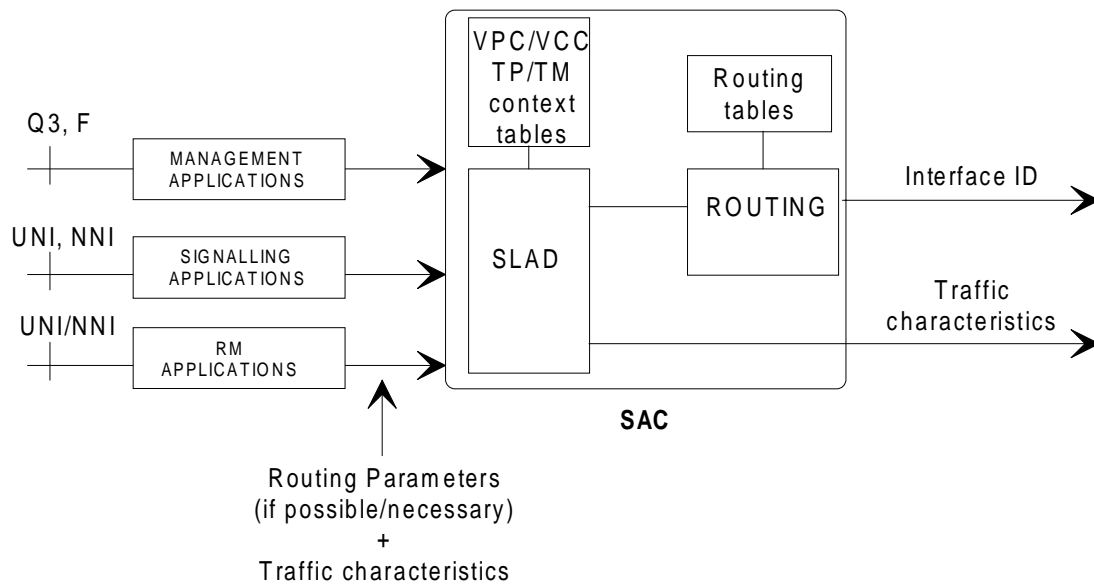 VPC/VCC
TP/TM
context
tables
Routing
tables
Q3, F
MANAGEMENT
APPLICATIONS
Interface ID
ROUTING
UNI, NNI
SIGNALLING
APPLICATIONS
SLAD
Traffic
characteristics
UNI/NNI
RM
APPLICATIONS
SAC
Routing Parameters
(if possible/necessary)
+
Traffic characteristics